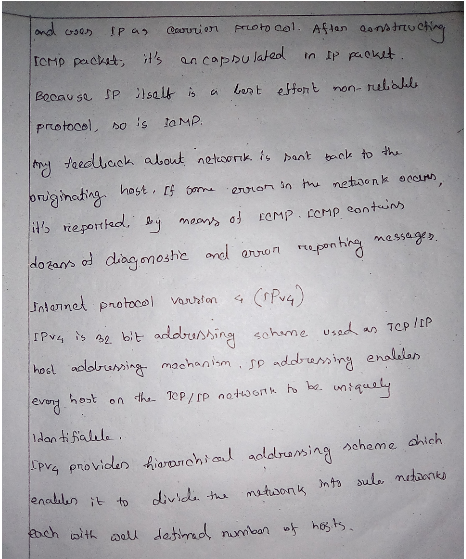 and uses IP as carrier protocol. After constructing
ICMP packet, it's encapsulated in IP packet.
Because IP itself is a best effort non-reliable
protocol, so is ICMP.
Any feedback about network is sent back to the
originating host. If some error in the network occurs,
it's reported by means of ICMP. ICMP contains
dozens of diagonostic and error reporting messages.
Internet protocol version 4 (IPv4)
IPv4 is 32 bit addressing scheme used as TCP/IP
host addressing mechanism. IP addressing enables
every host on the TCP/IP network to be uniquely
Identifiable.
IPv4 provides hierarchical addressing scheme which
enables it to divide the network into sub networks
each with well defined number of hosts.